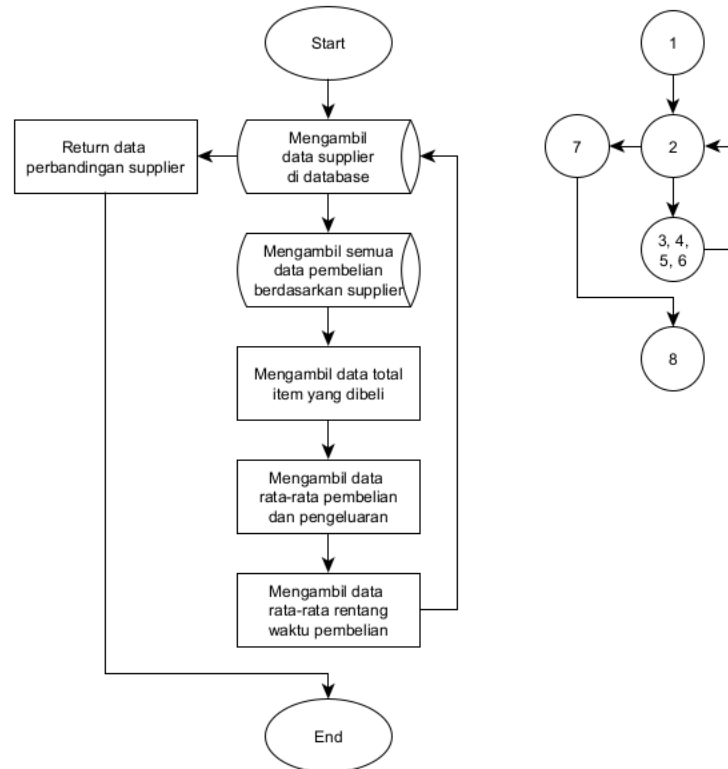 Start
Return data
perbandingan supplier
Mengambil
data supplier
di database
Mengambil semua
data pembelian
berdasarkan supplier
Mengambil data total
item yang dibeli
Mengambil data
rata-rata pembelian
dan pengeluaran
Mengambil data
rata-rata rentang
waktu pembelian
End
1
7
2
3, 4,
5, 6
8